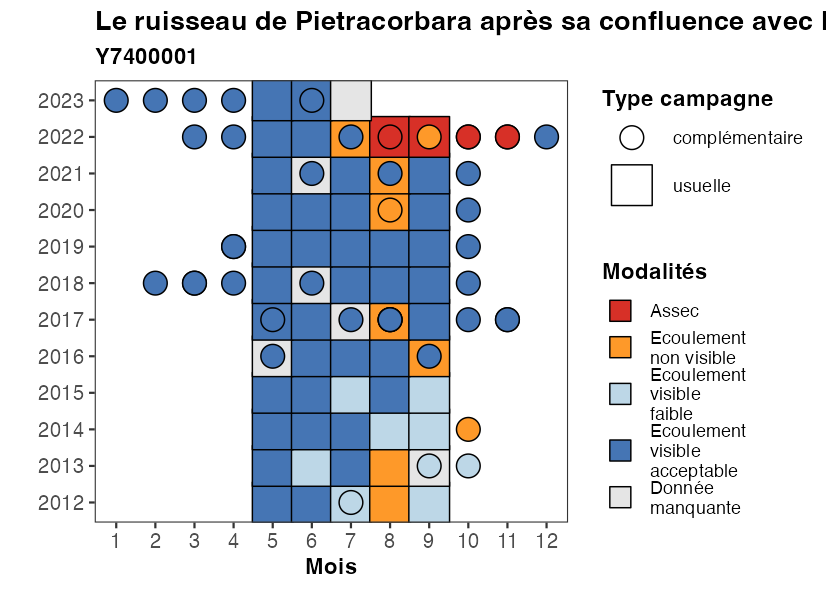 Le ruisseau de Pietracorbara après sa confluence avec l
Y7400001
2023
2022
2021
2020
2019
2018
2017
2016
2015
2014
2013
2012
1 2 3 4 5 6 7 8 9 10 11 12
Mois
Type campagne
complémentaire
usuelle
Modalités
Assec
Ecoulement
non visible
Ecoulement
visible
faible
Ecoulement
visible
acceptable
Donnée
manquante